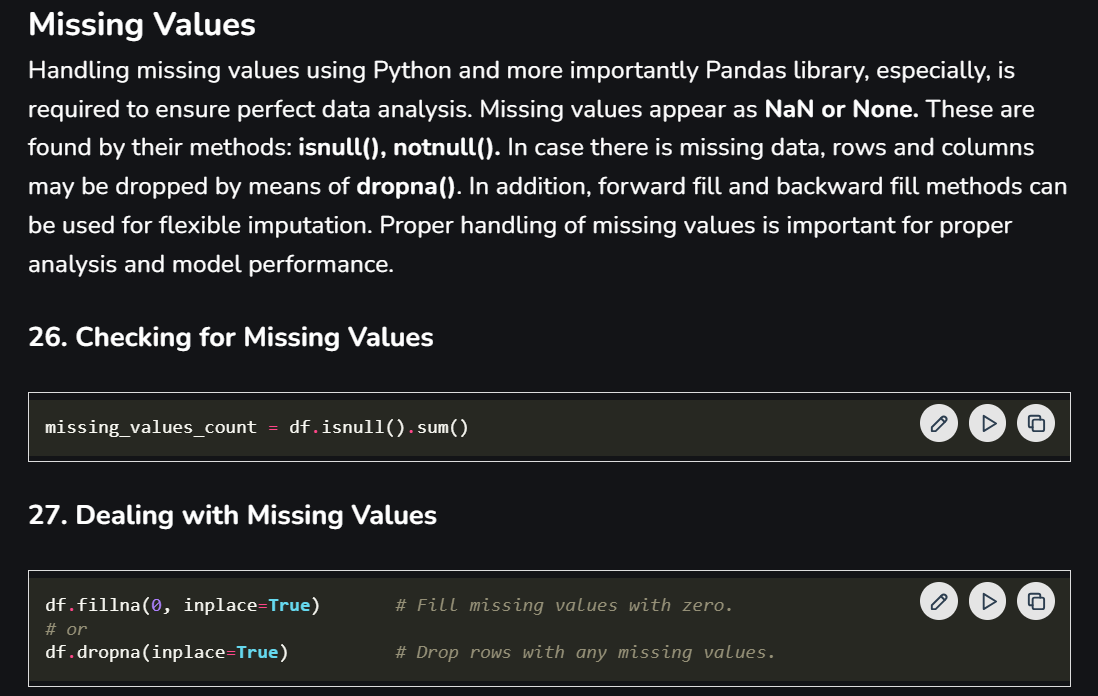 Missing Values
Handling missing values using Python and more importantly Pandas library, especially, is
required to ensure perfect data analysis. Missing values appear as NaN or None. These are
found by their methods: isnull(), notnull(). In case there is missing data, rows and columns
may be dropped by means of dropna(). In addition, forward fill and backward fill methods can
be used for flexible imputation. Proper handling of missing values is important for proper
analysis and model performance.
26. Checking for Missing Values
missing_values_count = df.isnull().sum()
27. Dealing with Missing Values
df.fillna(0, inplace=True)       # Fill missing values with zero.
# or
df.dropna(inplace=True)          # Drop rows with any missing values.